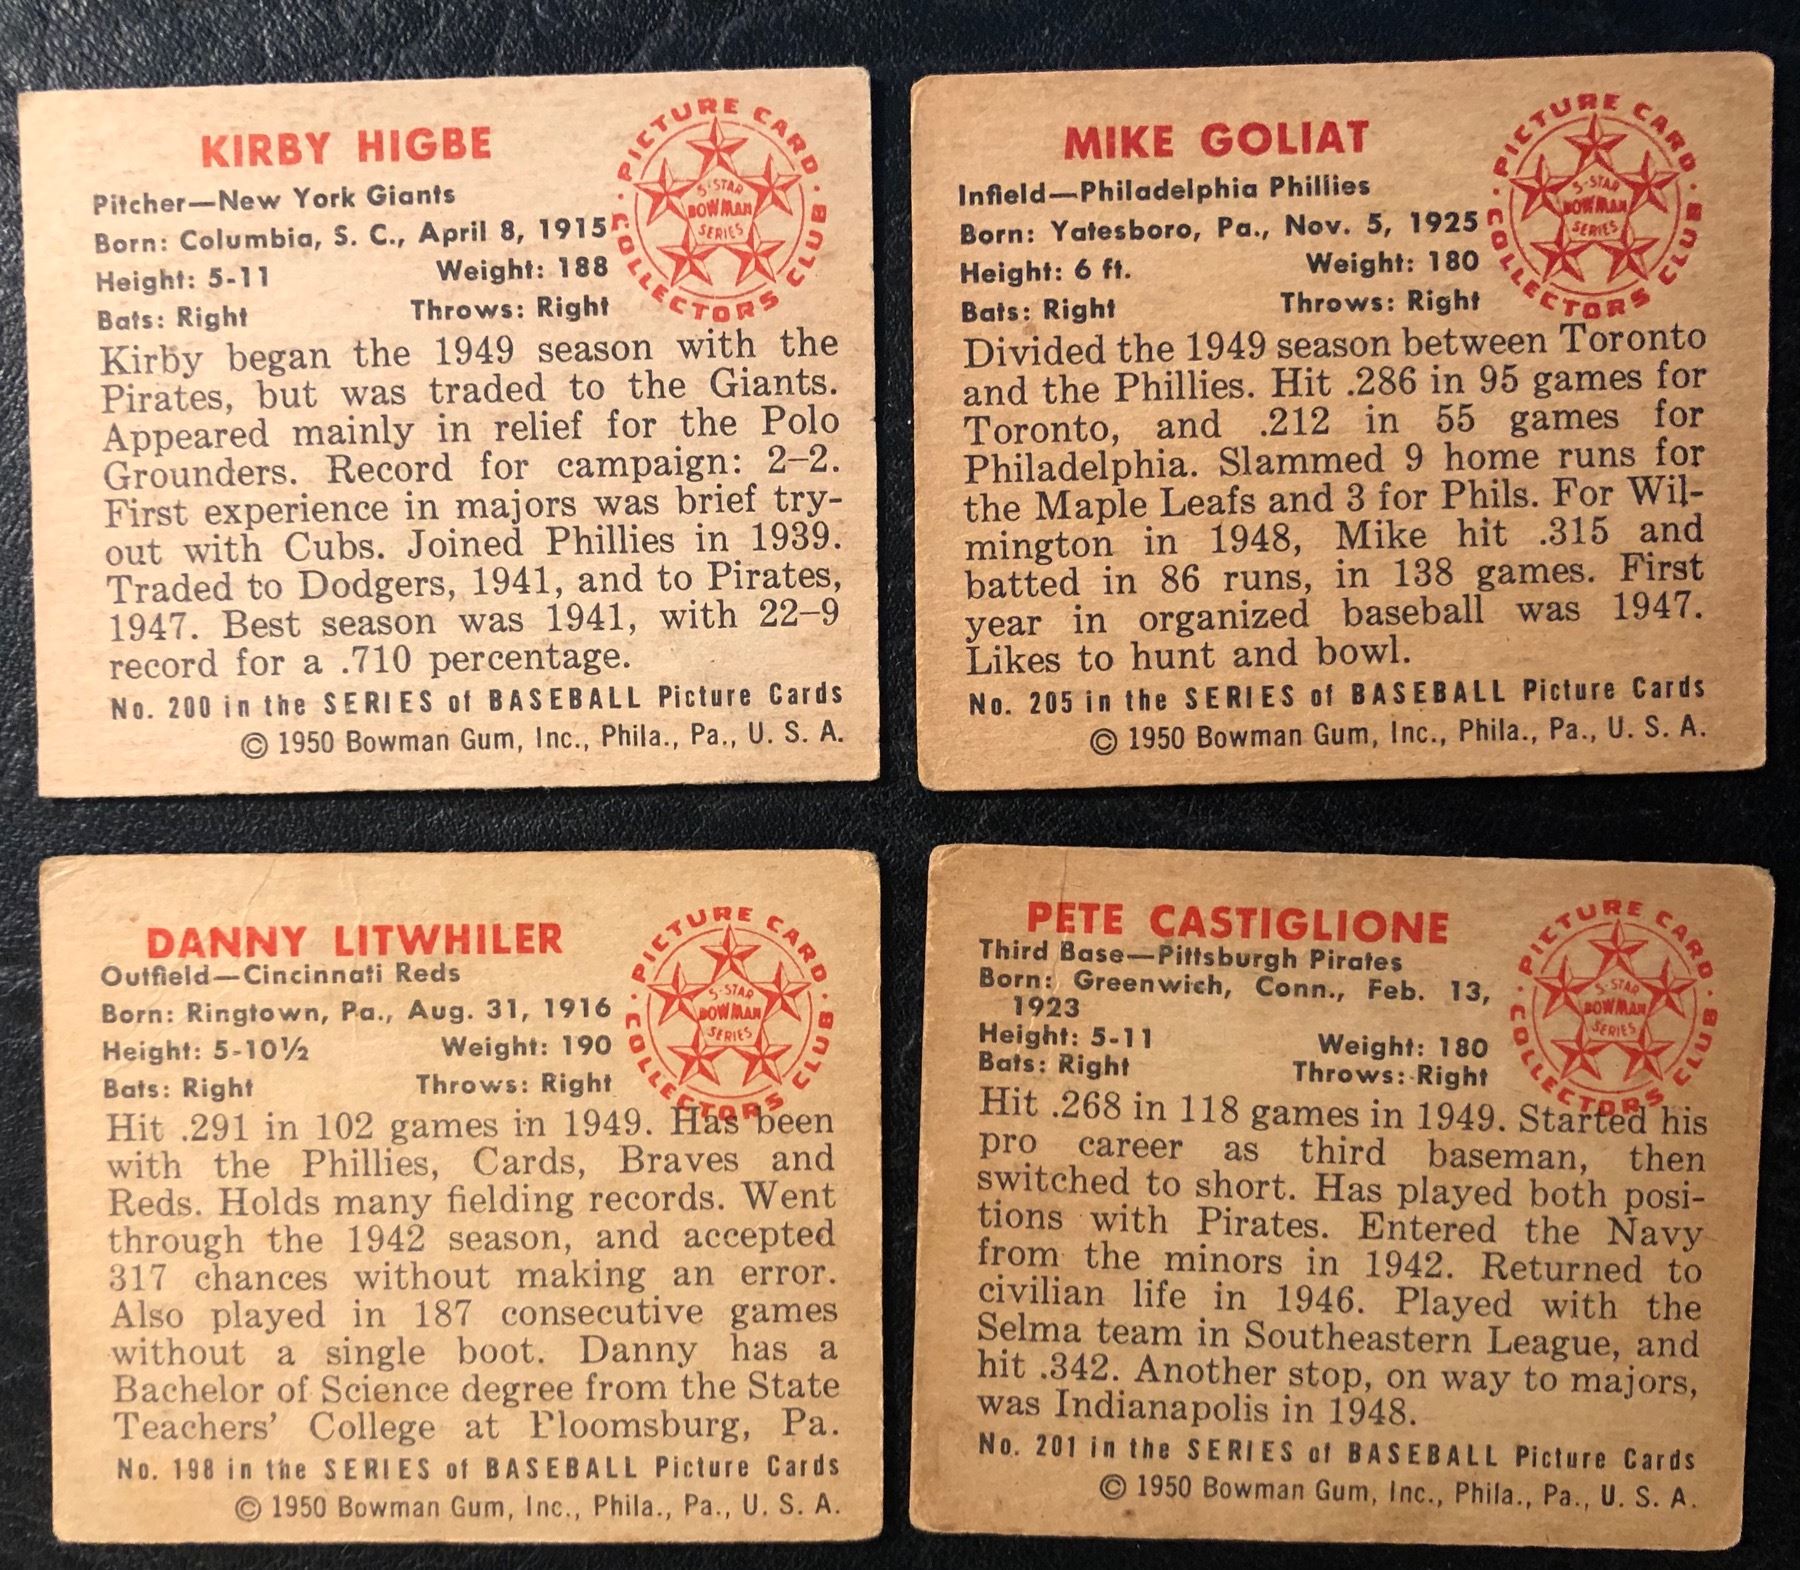 KIRBY HIGBE
Pitcher—New York Giants
Born: Columbia, S. C., April 8, 1915
Height: 5-11 Weight: 188
Bats: Right Throws: Right
PICTURE CARD
COLLECTORS CLUB
5-STAR
BOWMAN
SERIES
Kirby began the 1949 season with the
Pirates, but was traded to the Giants.
Appeared mainly in relief for the Polo
Grounders. Record for campaign: 2–2.
First experience in majors was brief try-
out with Cubs. Joined Phillies in 1939.
Traded to Dodgers, 1941, and to Pirates,
1947. Best season was 1941, with 22–9
record for a .710 percentage.
No. 200 in the SERIES of BASEBALL Picture Cards
© 1950 Bowman Gum, Inc., Phila., Pa., U. S. A.
MIKE GOLIAT
Infield—Philadelphia Phillies
Born: Yatesboro, Pa., Nov. 5, 1925
Height: 6 ft. Weight: 180
Bats: Right Throws: Right
PICTURE CARD
COLLECTORS CLUB
5-STAR
BOWMAN
SERIES
Divided the 1949 season between Toronto
and the Phillies. Hit .286 in 95 games for
Toronto, and .212 in 55 games for
Philadelphia. Slammed 9 home runs for
the Maple Leafs and 3 for Phils. For Wil-
mington in 1948, Mike hit .315 and
batted in 86 runs, in 138 games. First
year in organized baseball was 1947.
Likes to hunt and bowl.
No. 205 in the SERIES of BASEBALL Picture Cards
© 1950 Bowman Gum, Inc., Phila., Pa., U. S. A.
DANNY LITWHILER
Outfield—Cincinnati Reds
Born: Ringtown, Pa., Aug. 31, 1916
Height: 5-10½ Weight: 190
Bats: Right Throws: Right
PICTURE CARD
COLLECTORS CLUB
5-STAR
BOWMAN
SERIES
Hit .291 in 102 games in 1949. Has been
with the Phillies, Cards, Braves and
Reds. Holds many fielding records. Went
through the 1942 season, and accepted
317 chances without making an error.
Also played in 187 consecutive games
without a single boot. Danny has a
Bachelor of Science degree from the State
Teachers' College at Bloomsburg, Pa.
No. 198 in the SERIES of BASEBALL Picture Cards
© 1950 Bowman Gum, Inc., Phila., Pa., U. S. A.
PETE CASTIGLIONE
Third Base—Pittsburgh Pirates
Born: Greenwich, Conn., Feb. 13,
1923
Height: 5-11 Weight: 180
Bats: Right Throws: Right
PICTURE CARD
COLLECTORS CLUB
5-STAR
BOWMAN
SERIES
Hit .268 in 118 games in 1949. Started his
pro career as third baseman, then
switched to short. Has played both posi-
tions with Pirates. Entered the Navy
from the minors in 1942. Returned to
civilian life in 1946. Played with the
Selma team in Southeastern League, and
hit .342. Another stop, on way to majors,
was Indianapolis in 1948.
No. 201 in the SERIES of BASEBALL Picture Cards
© 1950 Bowman Gum, Inc., Phila., Pa., U. S. A.